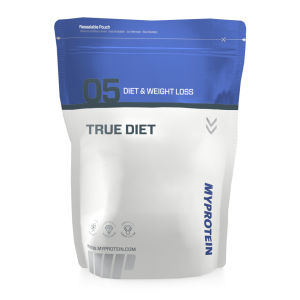 Resealable Pouch
05 DIET & WEIGHT LOSS
TRUE DIET
MYPROTEIN
WWW.MYPROTEIN.COM